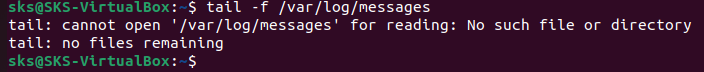 sks@SKS-VirtualBox:~$ tail -f /var/log/messages
tail: cannot open '/var/log/messages' for reading: No such file or directory
tail: no files remaining
sks@SKS-VirtualBox:~$